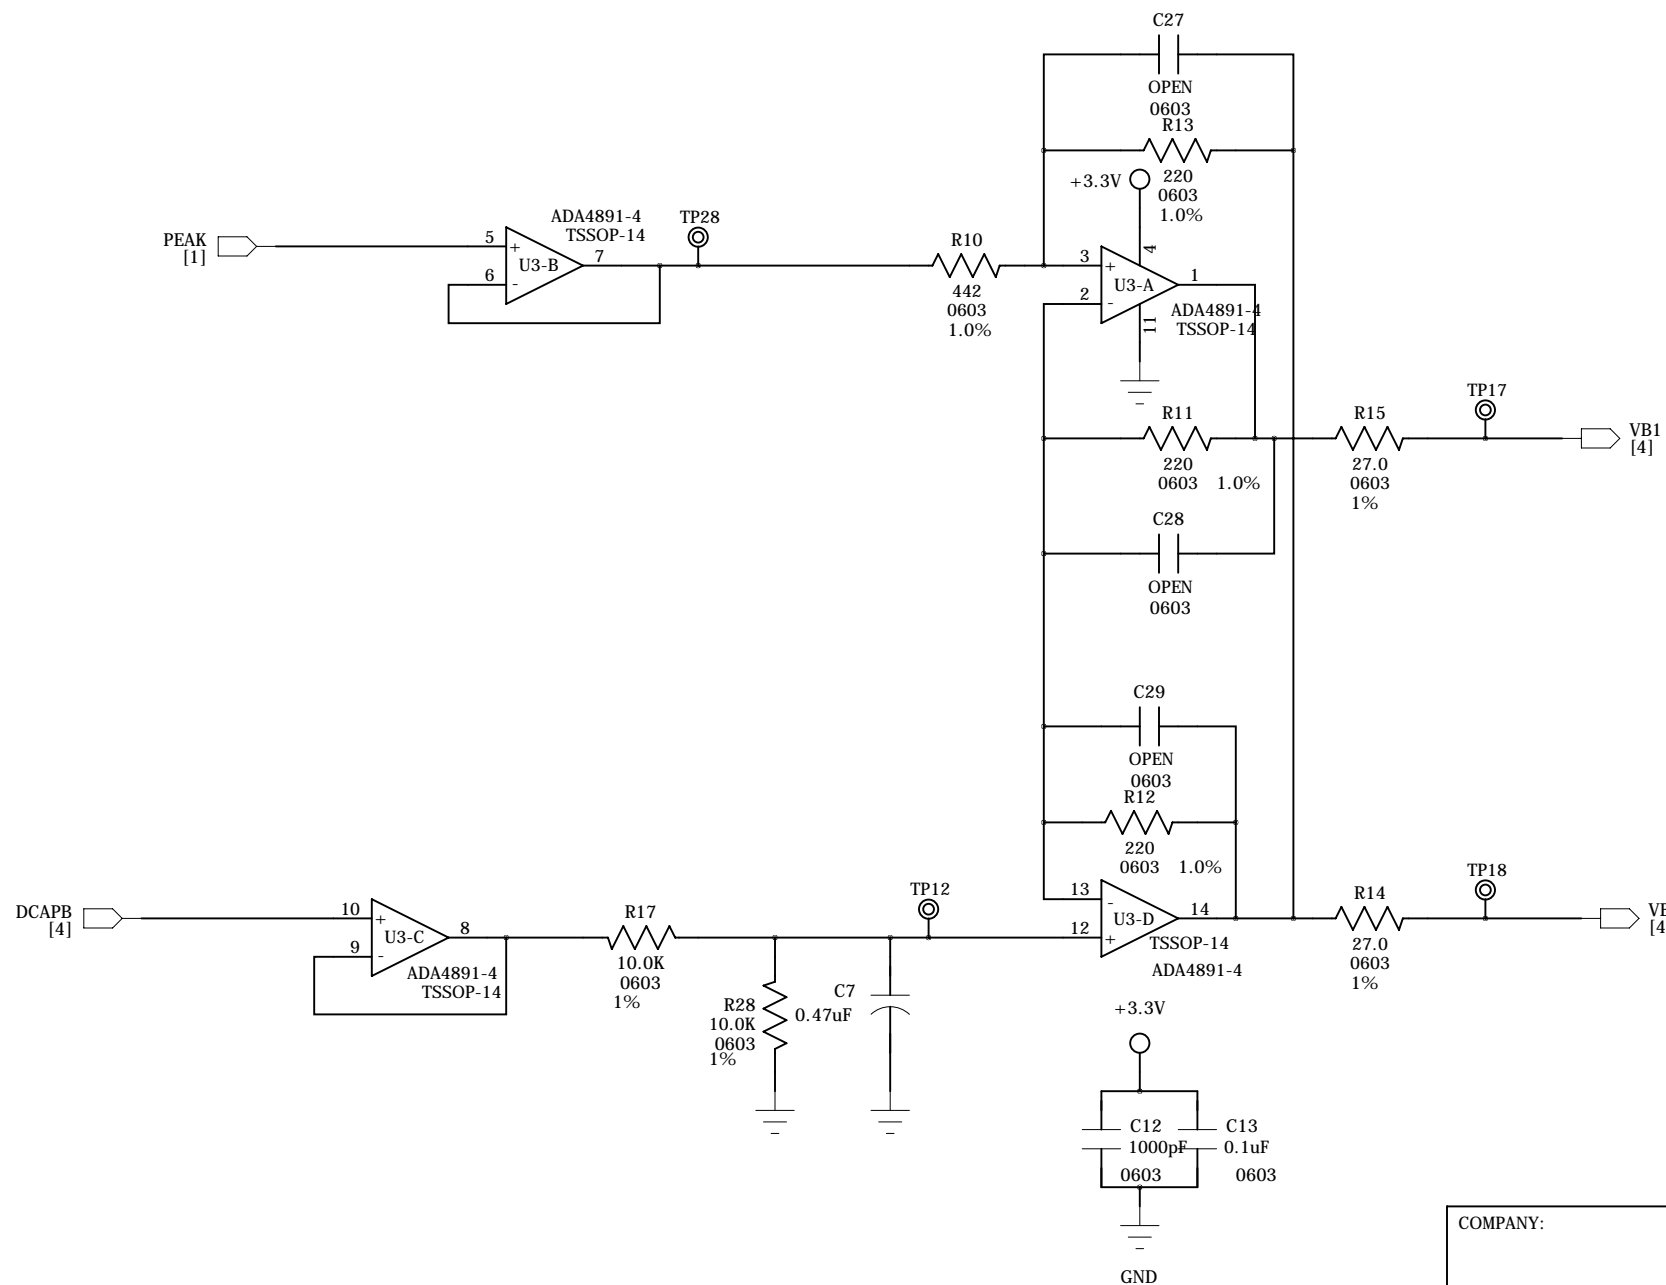 C27
OPEN
0603
R13
220
0603
1.0%
+3.3V
PEAK
[1]
5
+
6
-
U3-B
7
ADA4891-4
TSSOP-14
TP28
R10
442
0603
1.0%
3
+
2
-
U3-A
4
11
1
ADA4891-4
TSSOP-14
R11
220
0603
1.0%
C28
OPEN
0603
R15
27.0
0603
1%
TP17
VB1
[4]
C29
OPEN
0603
R12
220
0603
1.0%
13
-
12
+
U3-D
14
TSSOP-14
ADA4891-4
R14
27.0
0603
1%
TP18
VB
[4
DCAPB
[4]
10
+
9
-
U3-C
8
ADA4891-4
TSSOP-14
R17
10.0K
0603
1%
TP12
R28
10.0K
0603
1%
C7
0.47uF
+3.3V
C12
1000pF
0603
C13
0.1uF
0603
GND
COMPANY: